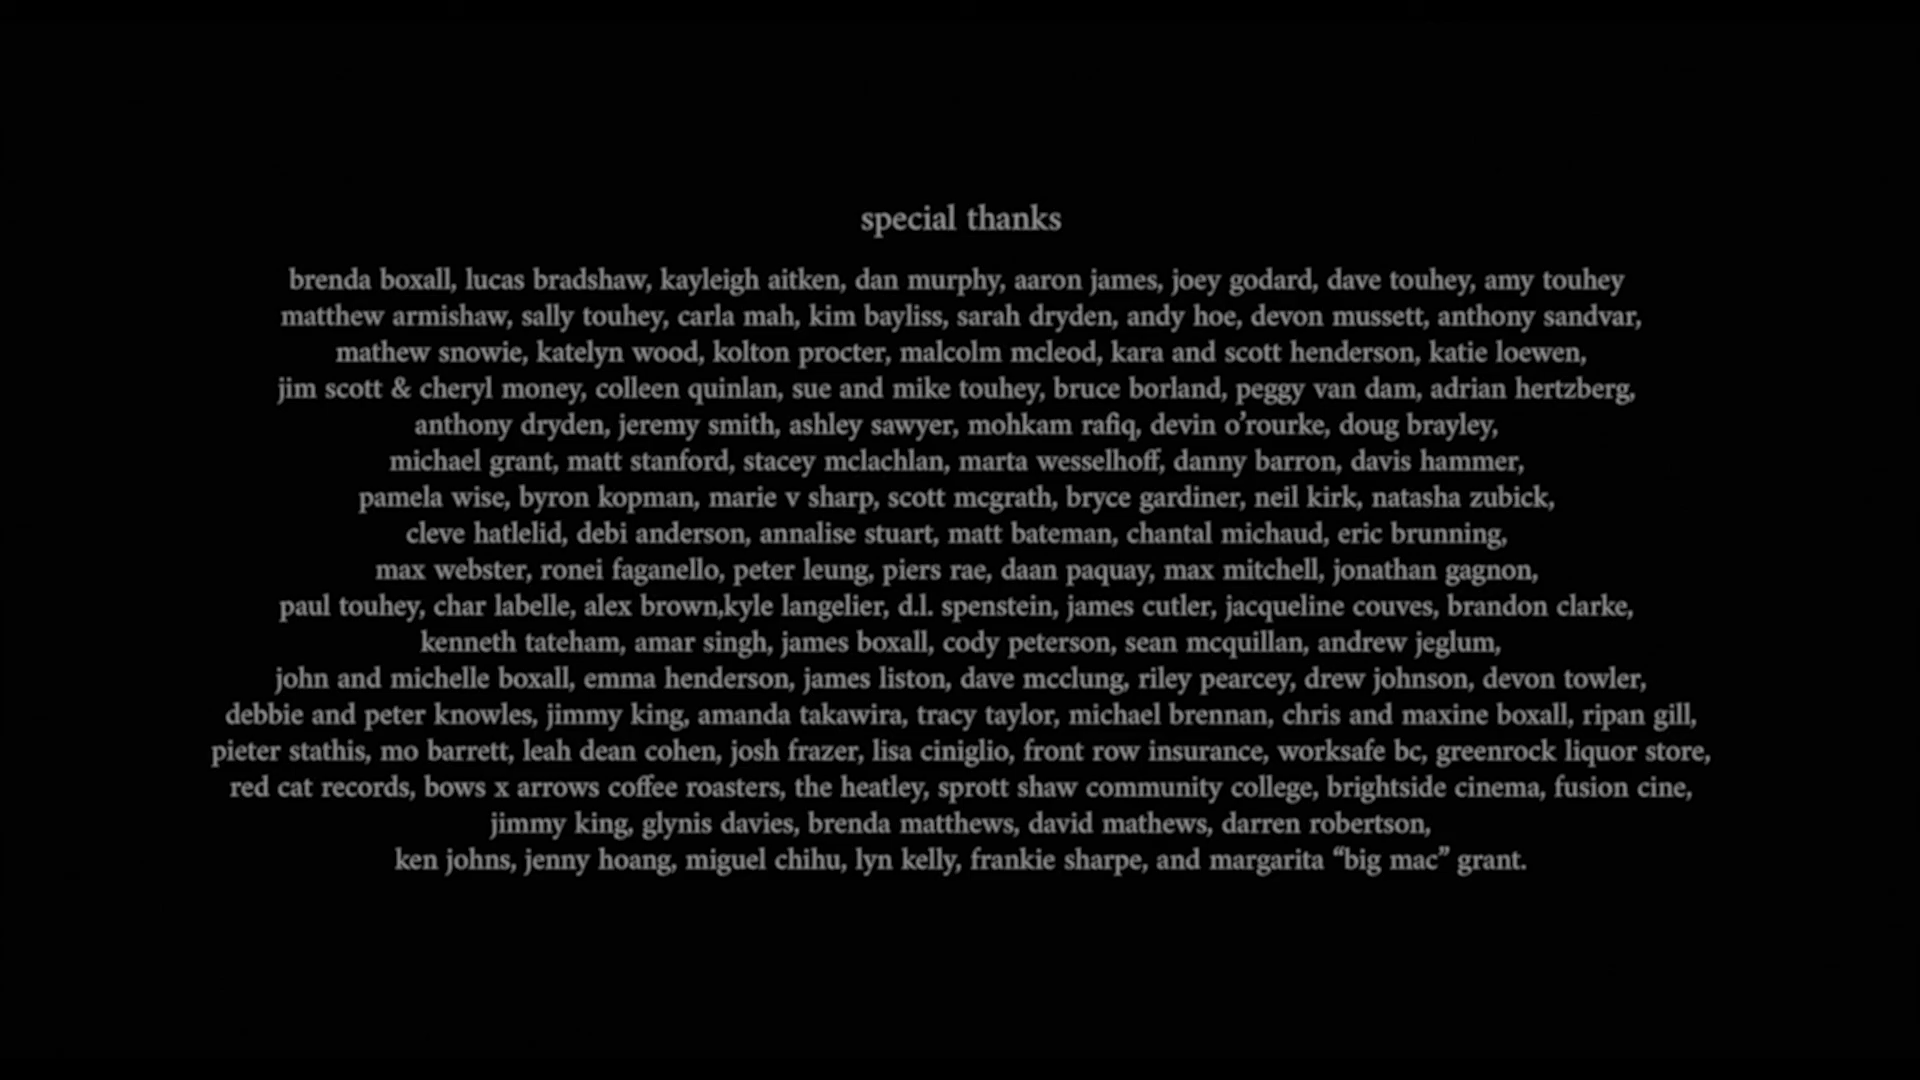 special thanks
brenda boxall, lucas bradshaw, kayleigh aitken, dan murphy, aaron james, joey godard, dave touhey, amy touhey
matthew armishaw, sally touhey, carla mah, kim bayliss, sarah dryden, andy hoe, devon mussett, anthony sandvar,
mathew snowie, katelyn wood, kolton procter, malcolm mcleod, kara and scott henderson, katie loewen,
jim scott & cheryl money, colleen quinlan, sue and mike touhey, bruce borland, peggy van dam, adrian hertzberg,
anthony dryden, jeremy smith, ashley sawyer, mohkam rafiq, devin o’rourke, doug brayley,
michael grant, matt stanford, stacey mclachlan, marta wesselhoff, danny barron, davis hammer,
pamela wise, byron kopman, marie v sharp, scott mcgrath, bryce gardiner, neil kirk, natasha zubick,
cleve hatlelid, debi anderson, annalise stuart, matt bateman, chantal michaud, eric brunning,
max webster, ronei faganello, peter leung, piers rae, daan paquay, max mitchell, jonathan gagnon,
paul touhey, char labelle, alex brown,kyle langelier, d.l. spenstein, james cutler, jacqueline couves, brandon clarke,
kenneth tateham, amar singh, james boxall, cody peterson, sean mcquillan, andrew jeglum,
john and michelle boxall, emma henderson, james liston, dave mcclung, riley pearcey, drew johnson, devon towler,
debbie and peter knowles, jimmy king, amanda takawira, tracy taylor, michael brennan, chris and maxine boxall, ripan gill,
pieter stathis, mo barrett, leah dean cohen, josh frazer, lisa ciniglio, front row insurance, worksafe bc, greenrock liquor store,
red cat records, bows x arrows coffee roasters, the heatley, sprott shaw community college, brightside cinema, fusion cine,
jimmy king, glynis davies, brenda matthews, david mathews, darren robertson,
ken johns, jenny hoang, miguel chihu, lyn kelly, frankie sharpe, and margarita “big mac” grant.